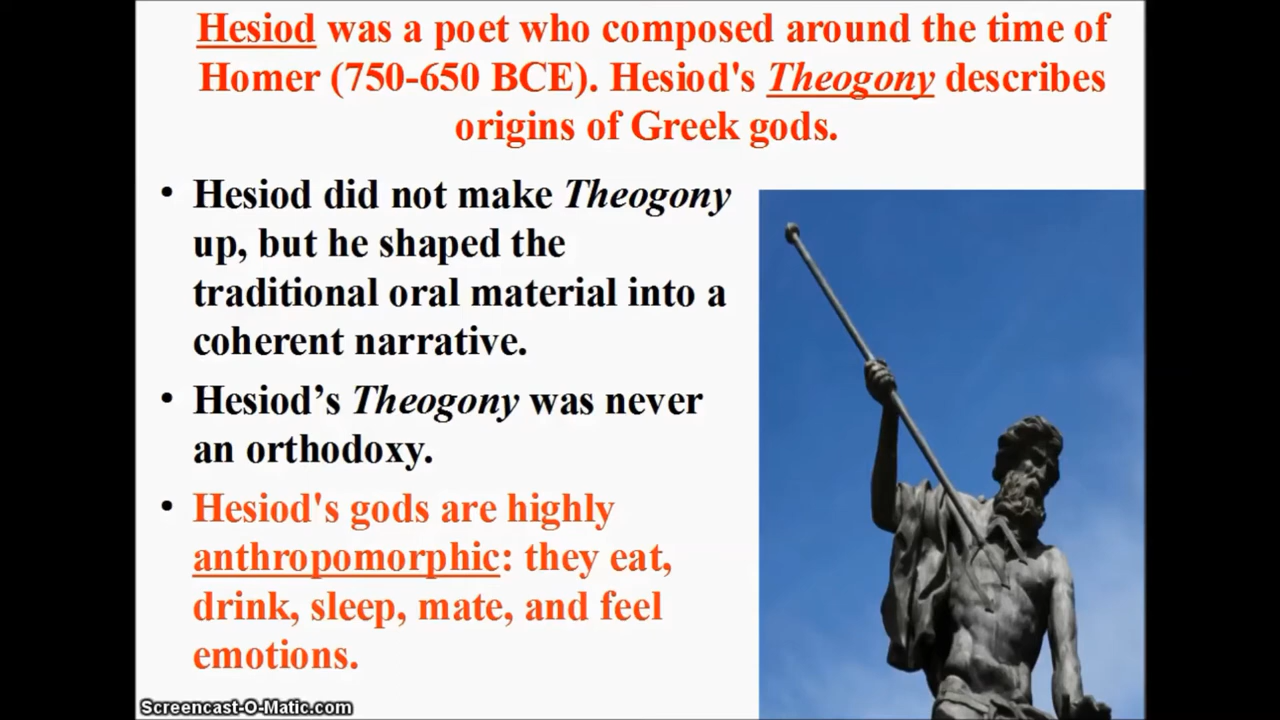 Hesiod was a poet who composed around the time of
Homer (750-650 BCE). Hesiod's Theogony describes
origins of Greek gods.
• Hesiod did not make Theogony
up, but he shaped the
traditional oral material into a
coherent narrative.
• Hesiod’s Theogony was never
an orthodoxy.
• Hesiod's gods are highly
anthropomorphic: they eat,
drink, sleep, mate, and feel
emotions.
Screencast-O-Matic.com